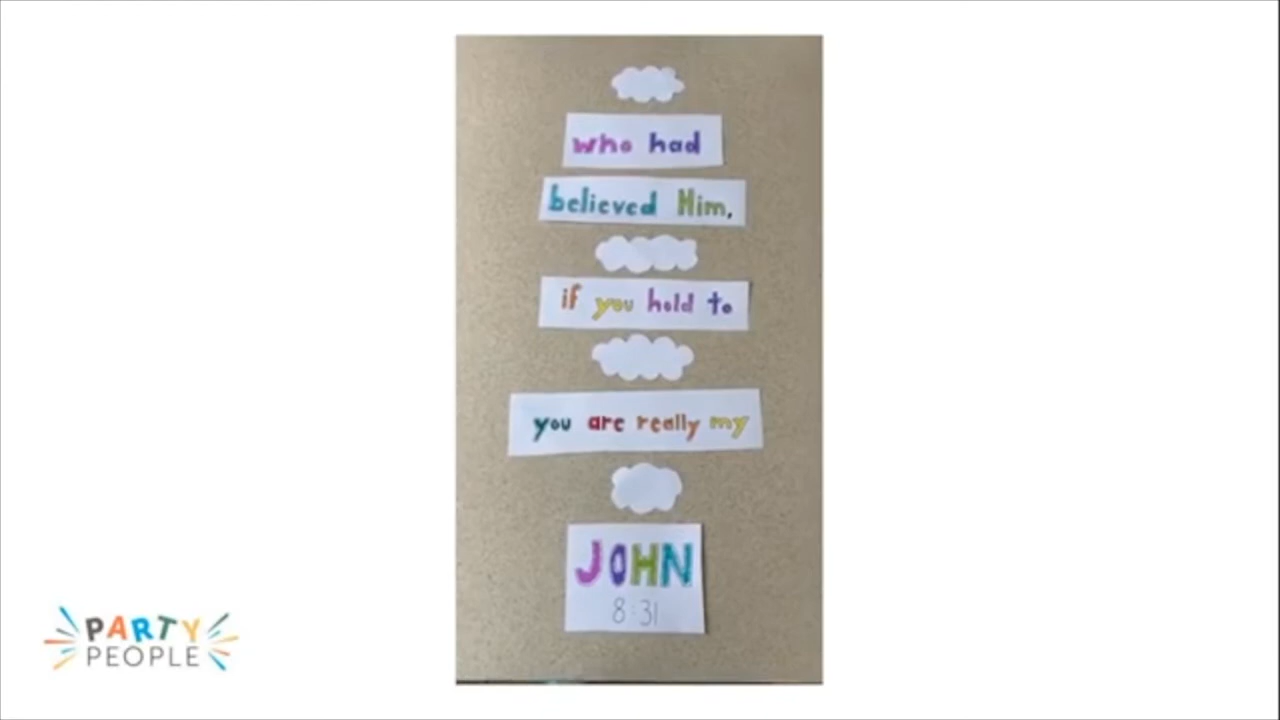 who had
believed Him,
if you hold to
you are really my
JOHN
8:31
PARTY
PEOPLE